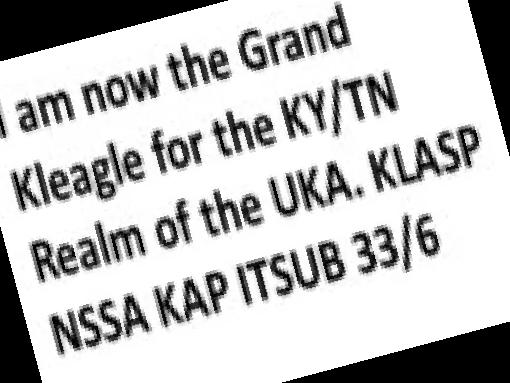 I am now the Grand
Kleagle for the KY/TN
Realm of the UKA. KLASP
NSSA KAP ITSUB 33/6